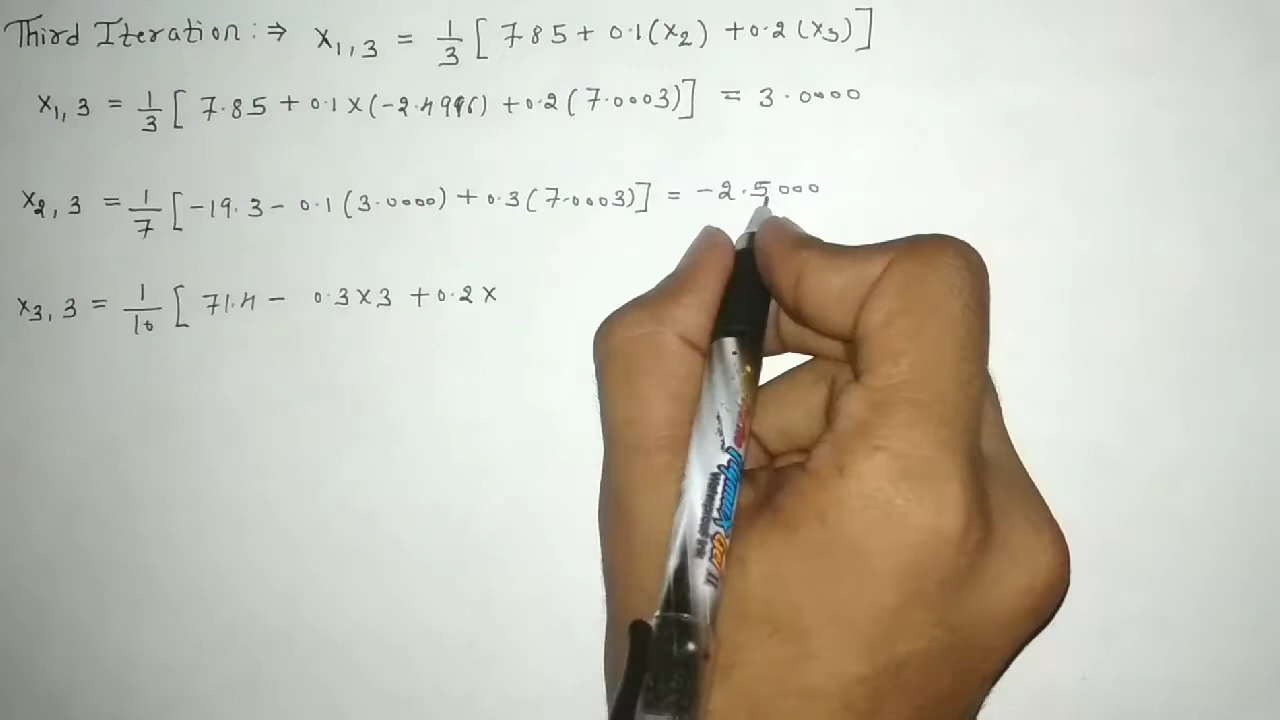 Third Iteration :⇒ x1,3 = 1/3 [ 785 + 0.1(x2) + 0.2(x3)]
x1,3 = 1/3 [ 7.85 + 0.1 × (-2.4996) + 0.2(7.0003)] = 3.0000
x2,3 = 1/7 [-19.3 - 0.1(3.0000) + 0.3(7.0003)] = -2.5000
x3,3 = 1/10 [ 71.4 - 0.3×3 + 0.2×